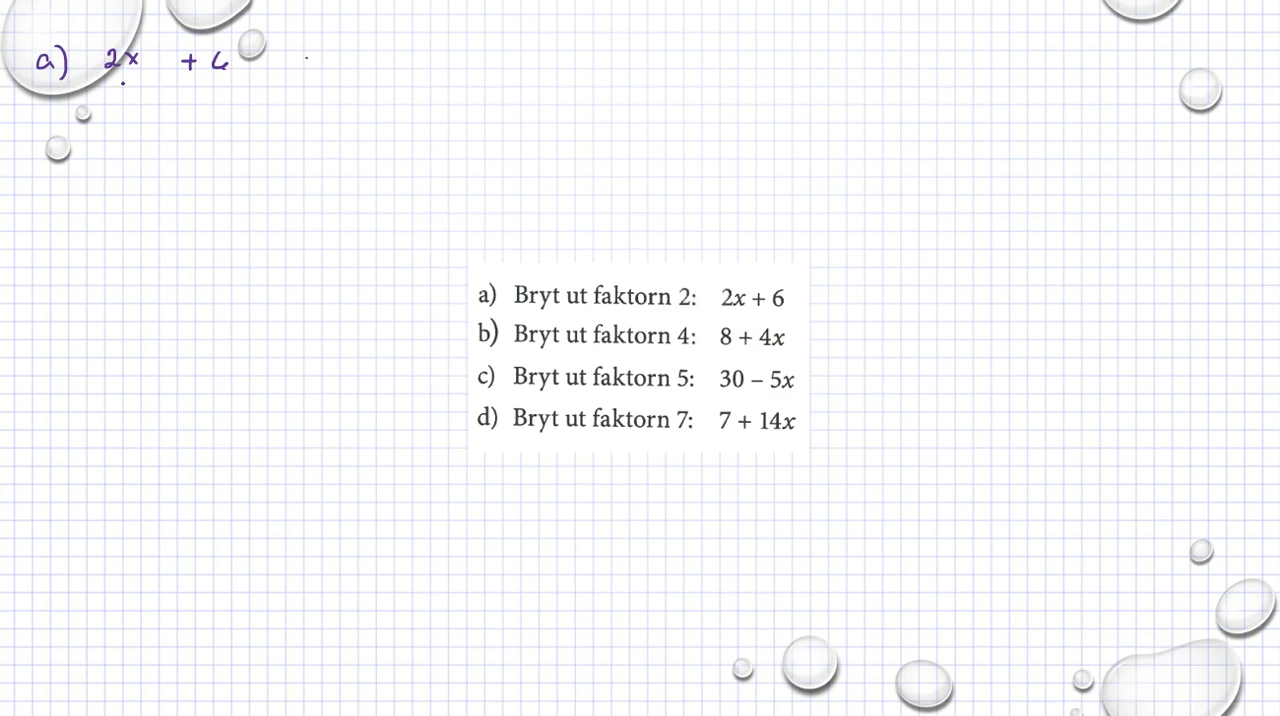 a) 2x + 6
a) Bryt ut faktorn 2: 2x + 6
b) Bryt ut faktorn 4: 8 + 4x
c) Bryt ut faktorn 5: 30 – 5x
d) Bryt ut faktorn 7: 7 + 14x